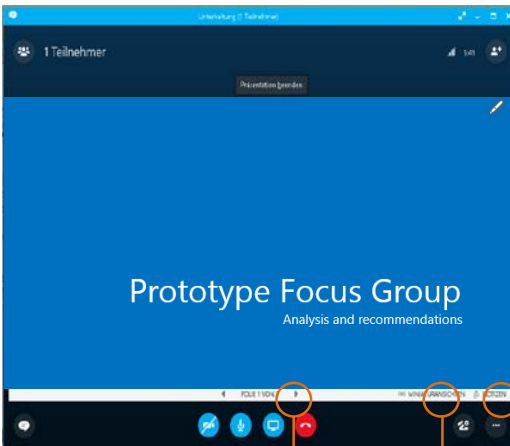 Unterhaltung (1 Teilnehmer)
1 Teilnehmer
5:41
Präsentation beenden
Prototype Focus Group
Analysis and recommendations
FOLIE 1 VON
MINIATURANSICHTEN
NOTIZEN